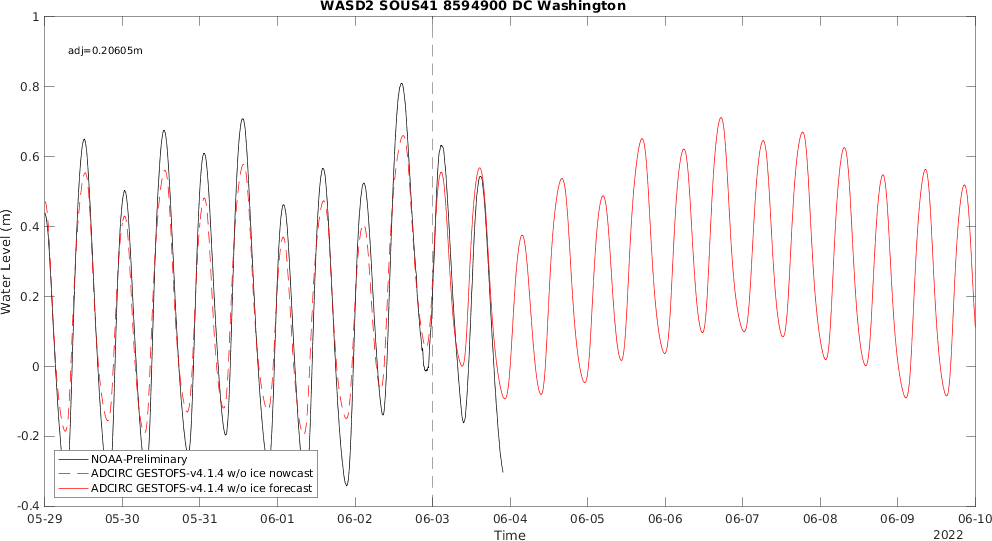 WASD2 SOUS41 8594900 DC Washington
1
adj=0.20605m
0.8
0.6
0.4
0.2
0
-0.2
-0.4
Water Level (m)
NOAA-Preliminary
ADCIRC GESTOFS-v4.1.4 w/o ice nowcast
ADCIRC GESTOFS-v4.1.4 w/o ice forecast
05-29 05-30 05-31 06-01 06-02 06-03 06-04 06-05 06-06 06-07 06-08 06-09 06-10
Time
2022